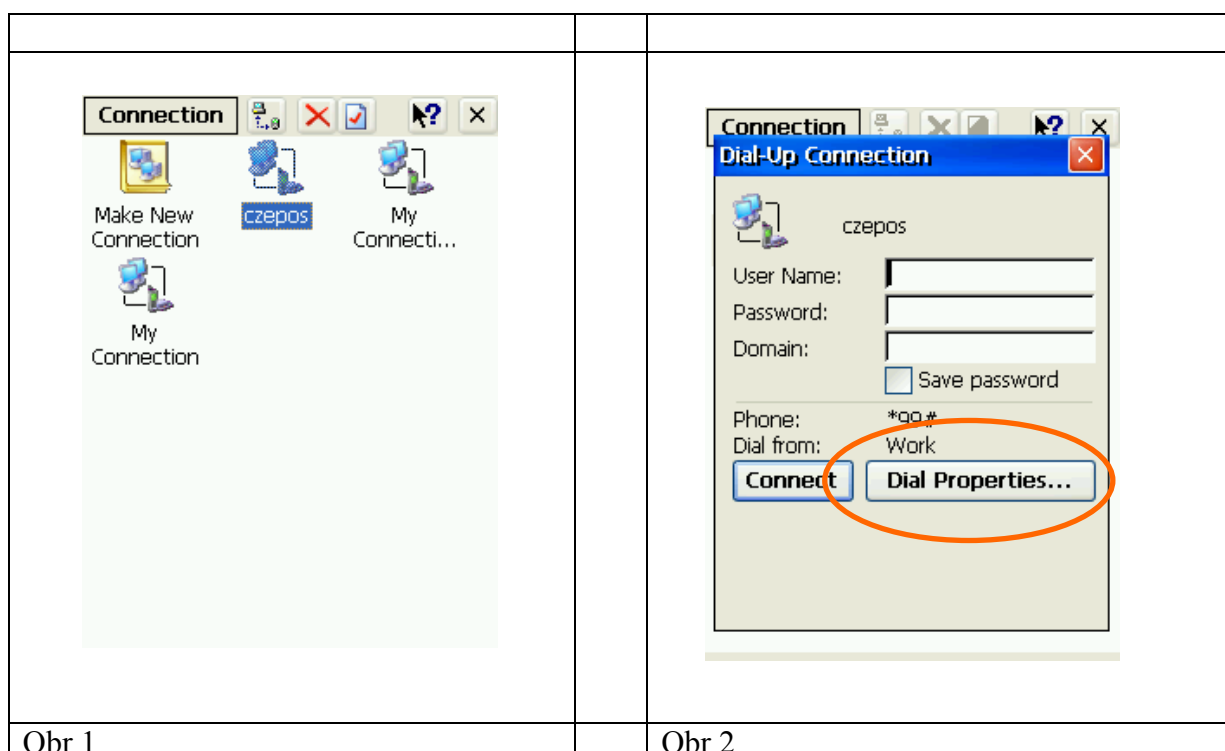 Connection
Make New
Connection
czepos
My
Connecti...
My
Connection
Obr 1
Connection
Dial-Up Connection
czepos
User Name:
Password:
Domain:
Save password
Phone: *99#
Dial from: Work
Connect Dial Properties...
Obr 2